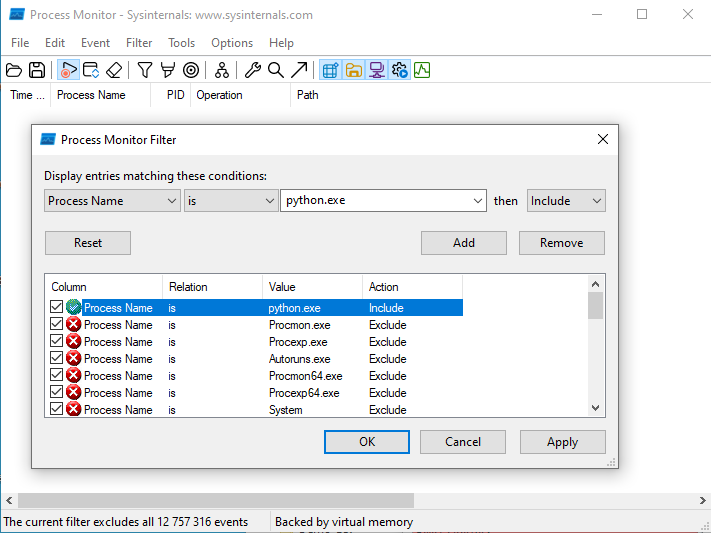 Process Monitor - Sysinternals: www.sysinternals.com
File Edit Event Filter Tools Options Help
Time ... Process Name PID Operation Path
Process Monitor Filter
Display entries matching these conditions:
Process Name is python.exe then Include
Reset Add Remove
Column Relation Value Action
Process Name is python.exe Include
Process Name is Procmon.exe Exclude
Process Name is Procexp.exe Exclude
Process Name is Autoruns.exe Exclude
Process Name is Procmon64.exe Exclude
Process Name is Procexp64.exe Exclude
Process Name is System Exclude
OK Cancel Apply
The current filter excludes all 12 757 316 events Backed by virtual memory